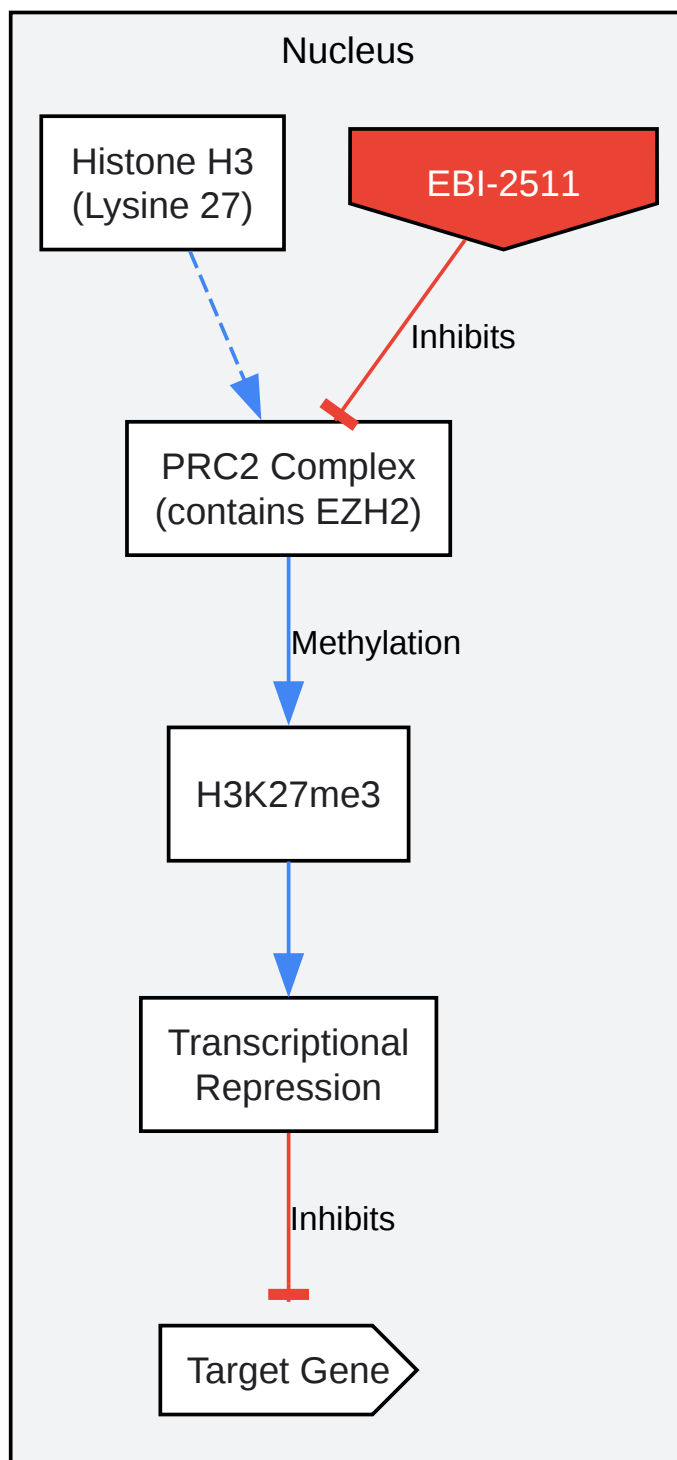 Nucleus
Histone H3
(Lysine 27)
EBI-2511
Inhibits
PRC2 Complex
(contains EZH2)
Methylation
H3K27me3
Transcriptional
Repression
Inhibits
Target Gene